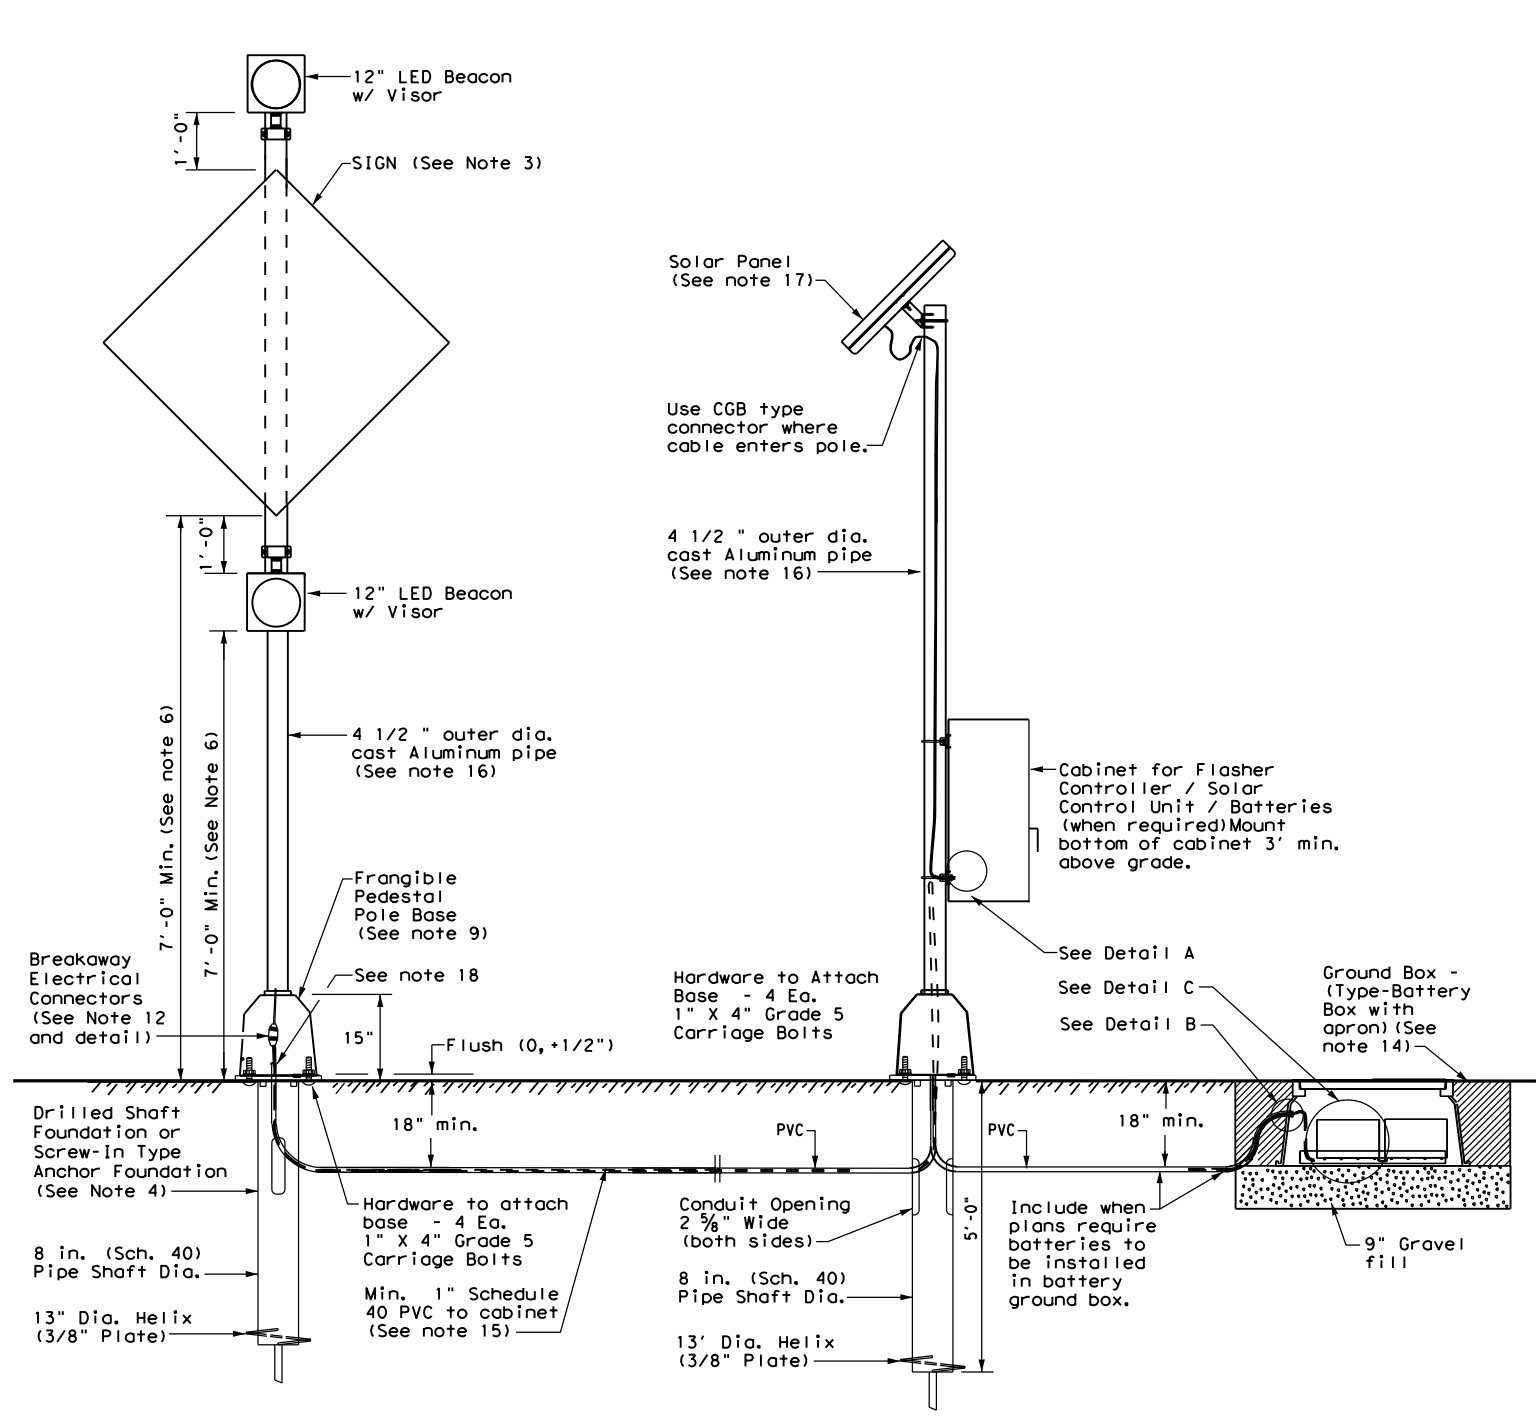 12" LED Beacon
w/ Visor
1'-0"
SIGN (See Note 3)
Solar Panel
(See note 17)
Use CGB type
connector where
cable enters pole.
1'-0"
4 1/2 " outer dia.
cast Aluminum pipe
(See note 16)
12" LED Beacon
w/ Visor
7'-0" Min. (See note 6)
7'-0" Min. (See Note 6)
4 1/2 " outer dia.
cast Aluminum pipe
(See note 16)
Cabinet for Flasher
Controller / Solar
Control Unit / Batteries
(when required)Mount
bottom of cabinet 3' min.
above grade.
Frangible
Pedestal
Pole Base
(See note 9)
See note 18
Breakaway
Electrical
Connectors
(See Note 12
and detail)
15"
Flush (0, +1/2")
Hardware to Attach
Base - 4 Ea.
1" X 4" Grade 5
Carriage Bolts
See Detail A
See Detail C
See Detail B
Ground Box -
(Type-Battery
Box with
apron) (See
note 14)
Drilled Shaft
Foundation or
Screw-In Type
Anchor Foundation
(See Note 4)
18" min.
PVC
PVC
18" min.
8 in. (Sch. 40)
Pipe Shaft Dia.
13" Dia. Helix
(3/8" Plate)
Hardware to attach
base - 4 Ea.
1" X 4" Grade 5
Carriage Bolts
Min. 1" Schedule
40 PVC to cabinet
(See note 15)
Conduit Opening
2 ⅝" Wide
(both sides)
8 in. (Sch. 40)
Pipe Shaft Dia.
13' Dia. Helix
(3/8" Plate)
5'-0"
Include when
plans require
batteries to
be installed
in battery
ground box.
9" Gravel
fill